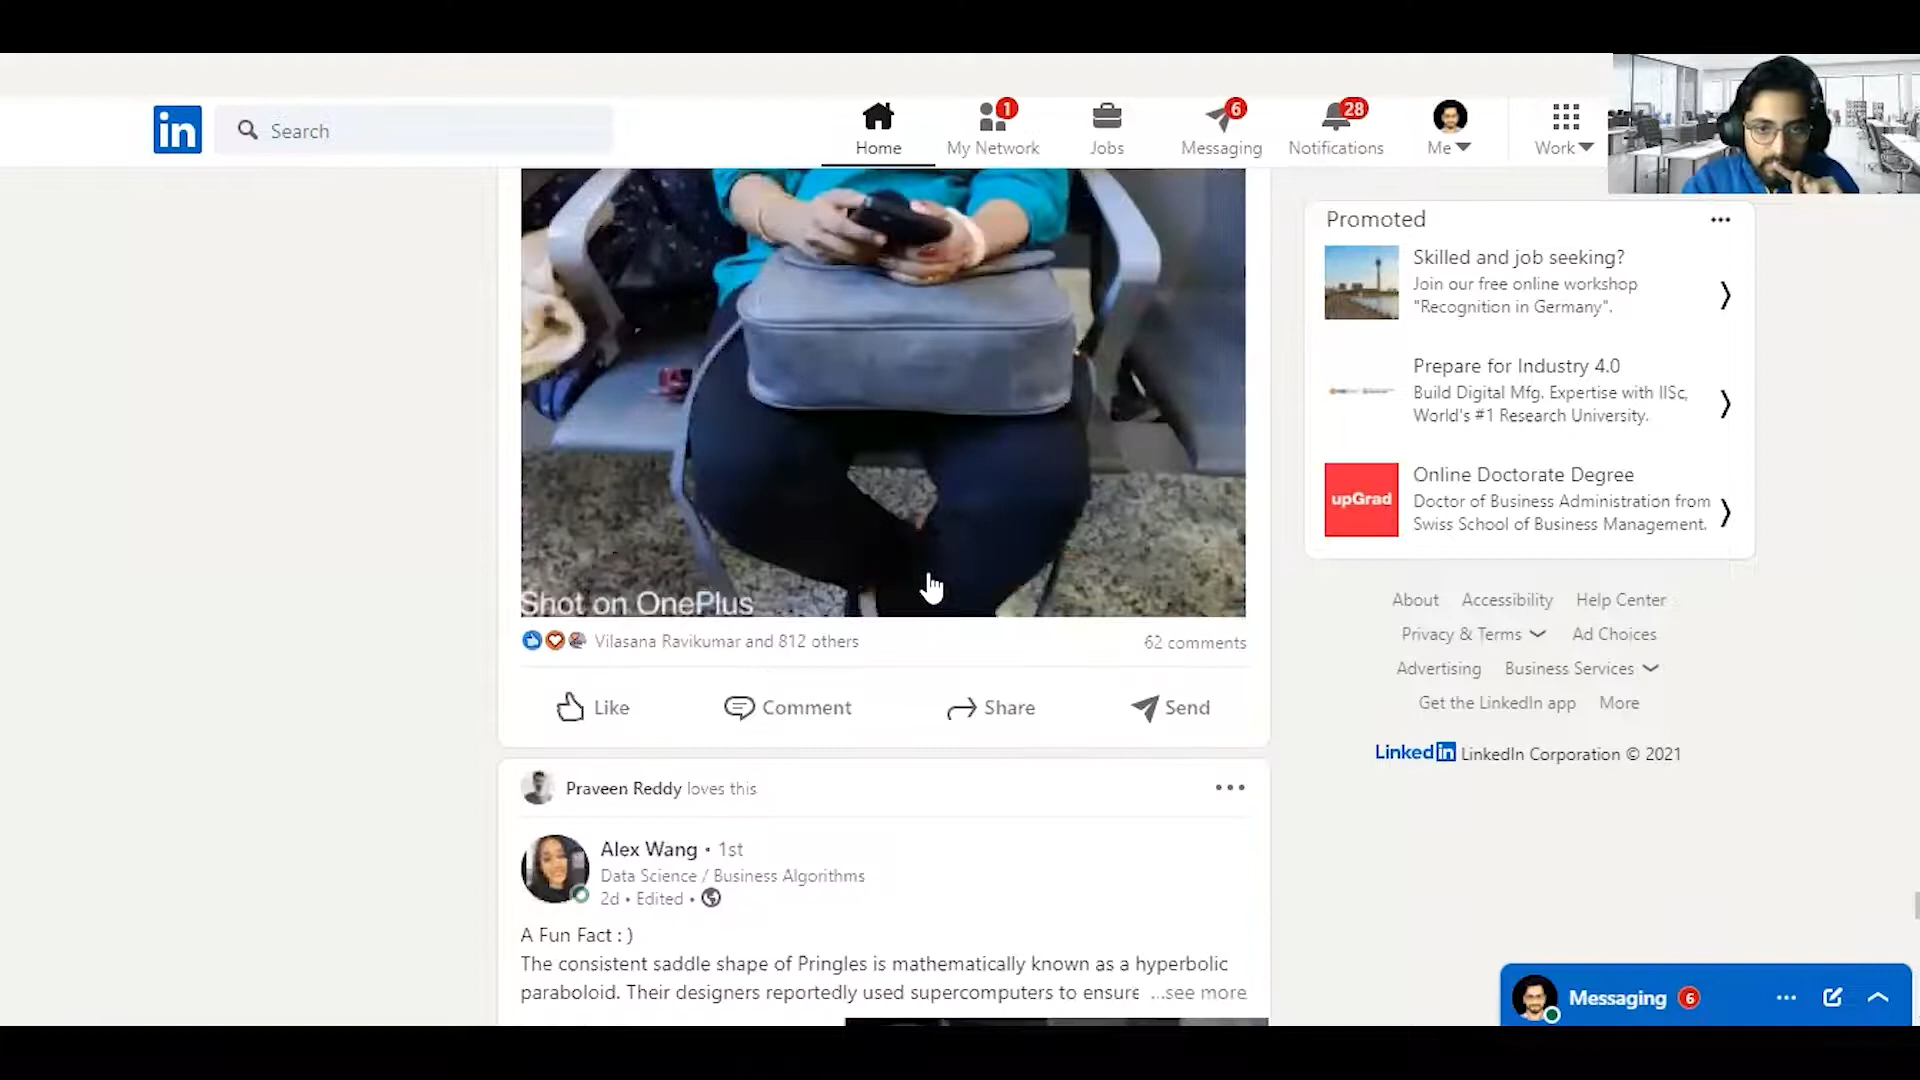 in
Search
Home
1
My Network
Jobs
6
Messaging
28
Notifications
Me
Work
Shot on OnePlus
Vilasana Ravikumar and 812 others
62 comments
Like
Comment
Share
Send
Praveen Reddy loves this
Alex Wang • 1st
Data Science / Business Algorithms
2d • Edited •
A Fun Fact : )
The consistent saddle shape of Pringles is mathematically known as a hyperbolic
paraboloid. Their designers reportedly used supercomputers to ensure ...see more
Promoted
Skilled and job seeking?
Join our free online workshop
"Recognition in Germany".
Prepare for Industry 4.0
Build Digital Mfg. Expertise with IISc,
World's #1 Research University.
upGrad
Online Doctorate Degree
Doctor of Business Administration from
Swiss School of Business Management.
About Accessibility Help Center
Privacy & Terms Ad Choices
Advertising Business Services
Get the LinkedIn app More
Linked in LinkedIn Corporation © 2021
Messaging 6